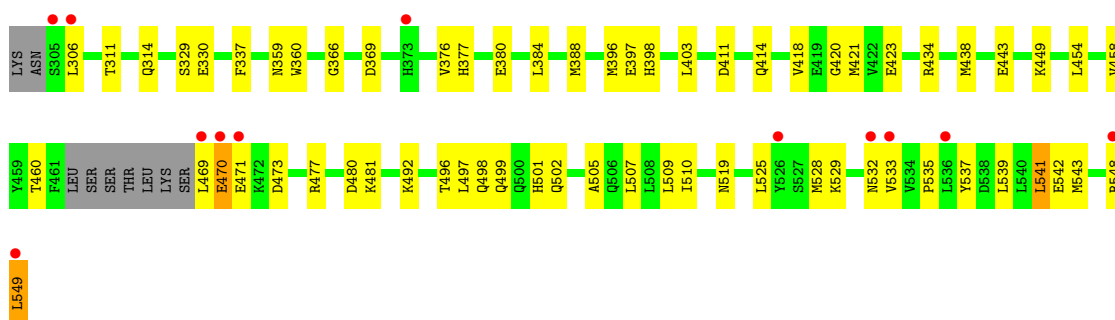 LYS ASN S305 L306 T311 Q314 S329 E330 F337 N359 W360 G366 D369 H373 V376 H377 E380 L384 M388 M396 E397 H398 L403 D411 Q414 V418 E419 G420 M421 V422 E423 R434 M438 E443 K449 L454 V458
Y459 T460 F461 LEU SER SER THR LEU LYS SER L469 E470 E471 K472 D473 R477 D480 K481 K492 T496 L497 Q498 Q499 Q500 H501 Q502 A505 Q506 L507 L508 L509 I510 N519 L525 Y526 S527 M528 K529 N532 V533 V534 P535 L536 Y537 D538 L539 L540 L541 E542 M543 R548
L549